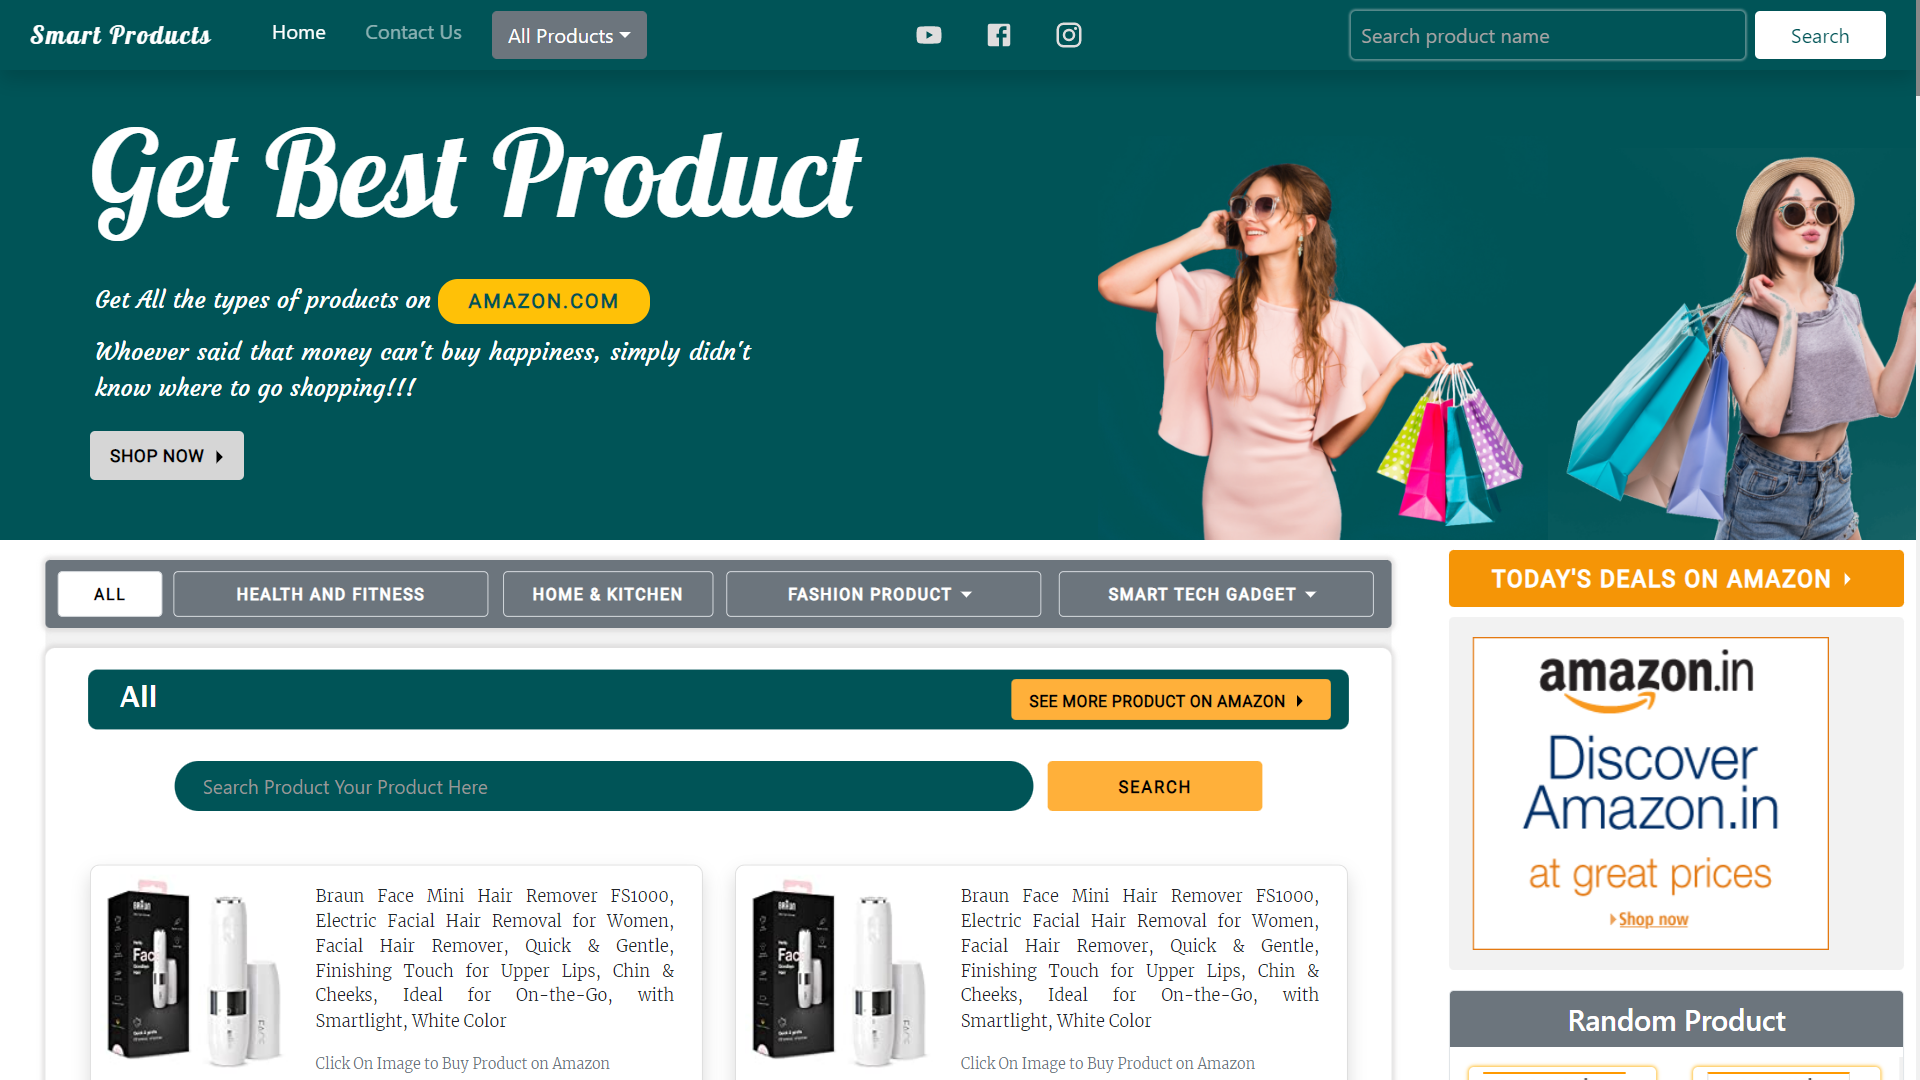 Smart Products
Home
Contact Us
All Products
Search product name
Search
Get Best Product
Get All the types of products on AMAZON.COM
Whoever said that money can't buy happiness, simply didn't
know where to go shopping!!!
SHOP NOW
ALL
HEALTH AND FITNESS
HOME & KITCHEN
FASHION PRODUCT
SMART TECH GADGET
TODAY'S DEALS ON AMAZON
All
SEE MORE PRODUCT ON AMAZON
Search Product Your Product Here
SEARCH
amazon.in
Discover
Amazon.in
at great prices
Shop now
BRAUN
Face
Braun Face Mini Hair Remover FS1000,
Electric Facial Hair Removal for Women,
Facial Hair Remover, Quick & Gentle,
Finishing Touch for Upper Lips, Chin &
Cheeks, Ideal for On-the-Go, with
Smartlight, White Color
Click On Image to Buy Product on Amazon
BRAUN
Face
Braun Face Mini Hair Remover FS1000,
Electric Facial Hair Removal for Women,
Facial Hair Remover, Quick & Gentle,
Finishing Touch for Upper Lips, Chin &
Cheeks, Ideal for On-the-Go, with
Smartlight, White Color
Click On Image to Buy Product on Amazon
Random Product